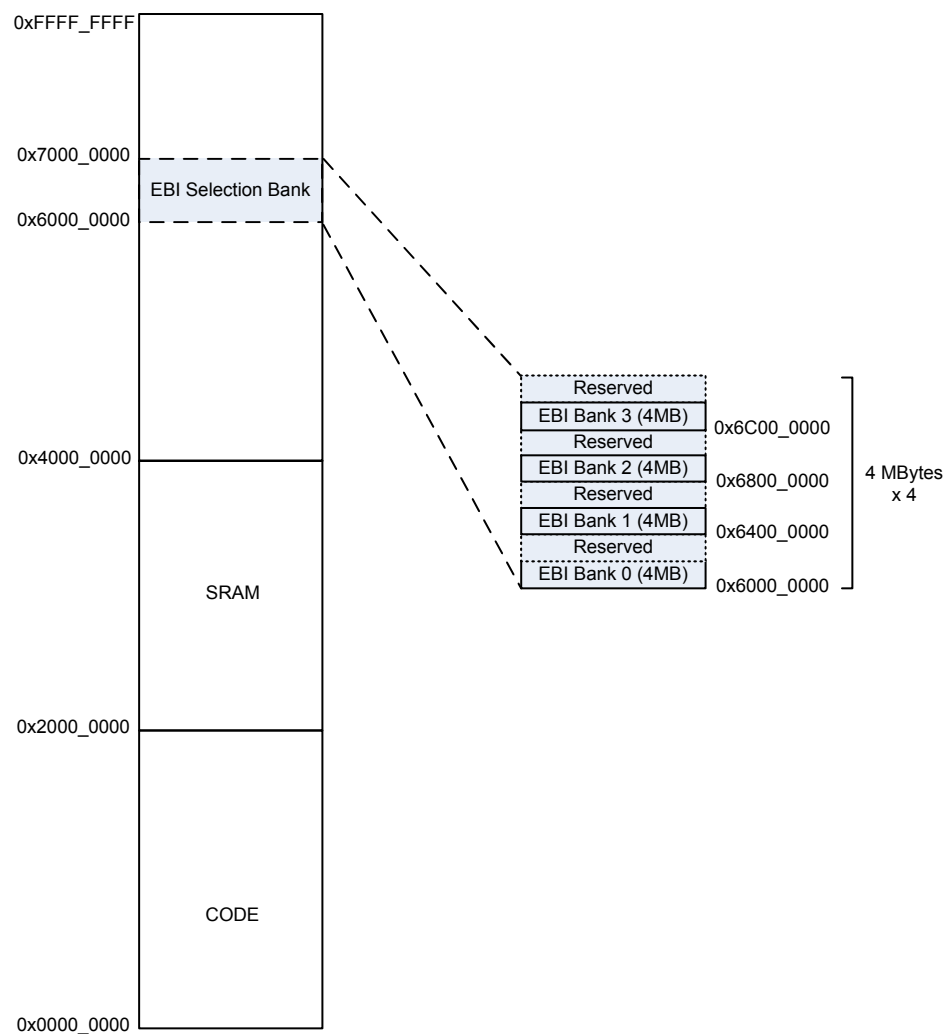 0xFFFF_FFFF
0x7000_0000
EBI Selection Bank
0x6000_0000
0x4000_0000
SRAM
0x2000_0000
CODE
0x0000_0000
Reserved
EBI Bank 3 (4MB)
0x6C00_0000
Reserved
EBI Bank 2 (4MB)
0x6800_0000
Reserved
EBI Bank 1 (4MB)
0x6400_0000
Reserved
EBI Bank 0 (4MB)
0x6000_0000
4 MBytes
x 4